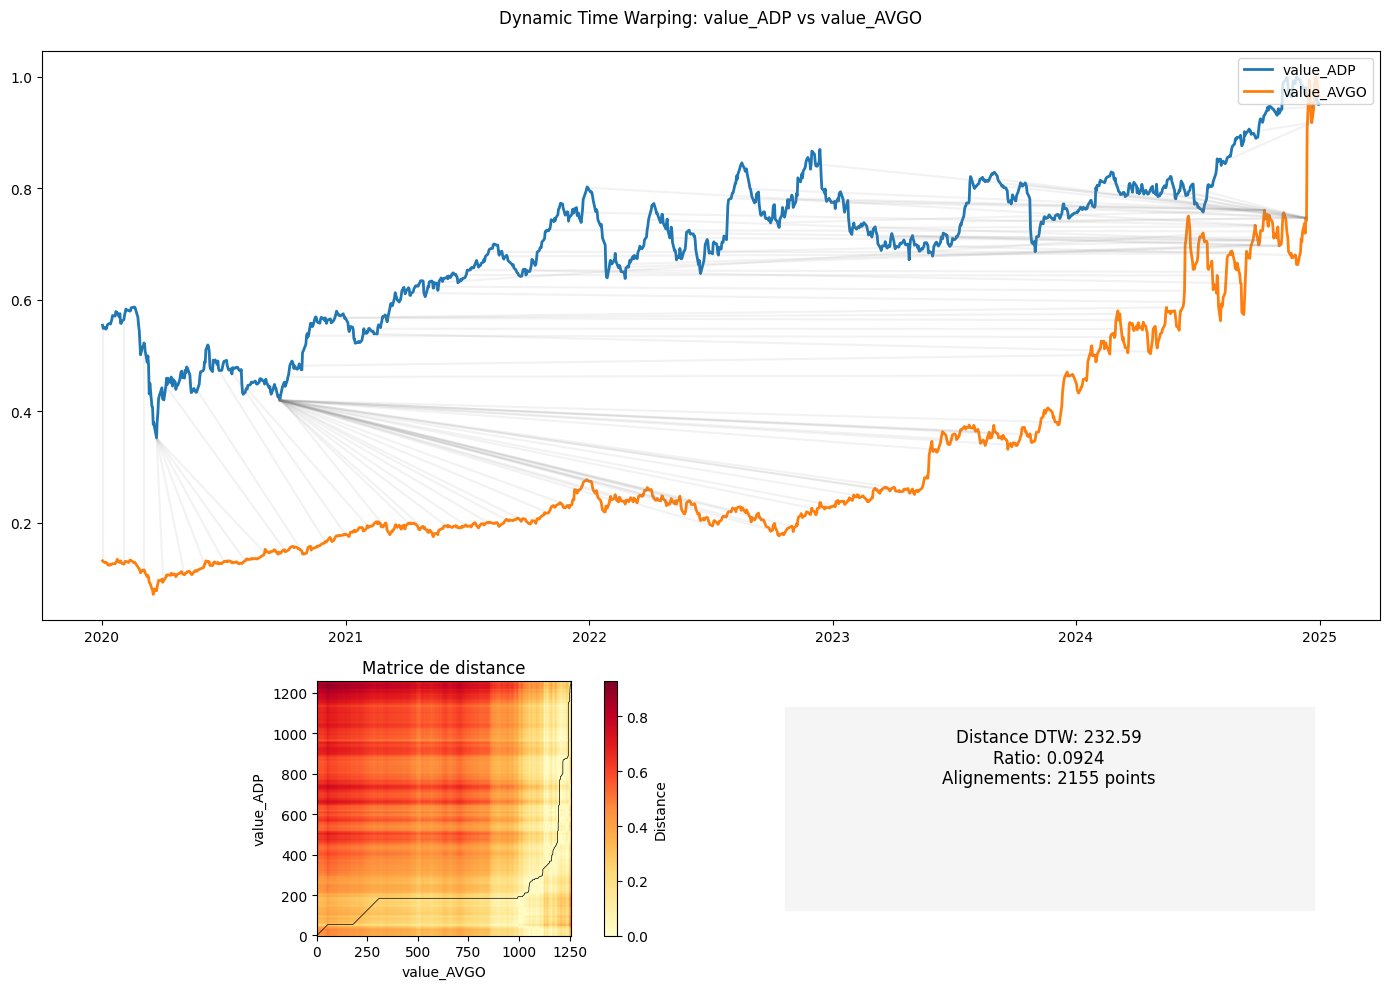 Dynamic Time Warping: value_ADP vs value_AVGO
value_ADP
value_AVGO
1.0
0.8
0.6
0.4
0.2
2020 2021 2022 2023 2024 2025
Matrice de distance
1200
1000
800
600
400
200
0
value_ADP
0 250 500 750 1000 1250
value_AVGO
0.8
0.6
0.4
0.2
0.0
Distance
Distance DTW: 232.59
Ratio: 0.0924
Alignements: 2155 points